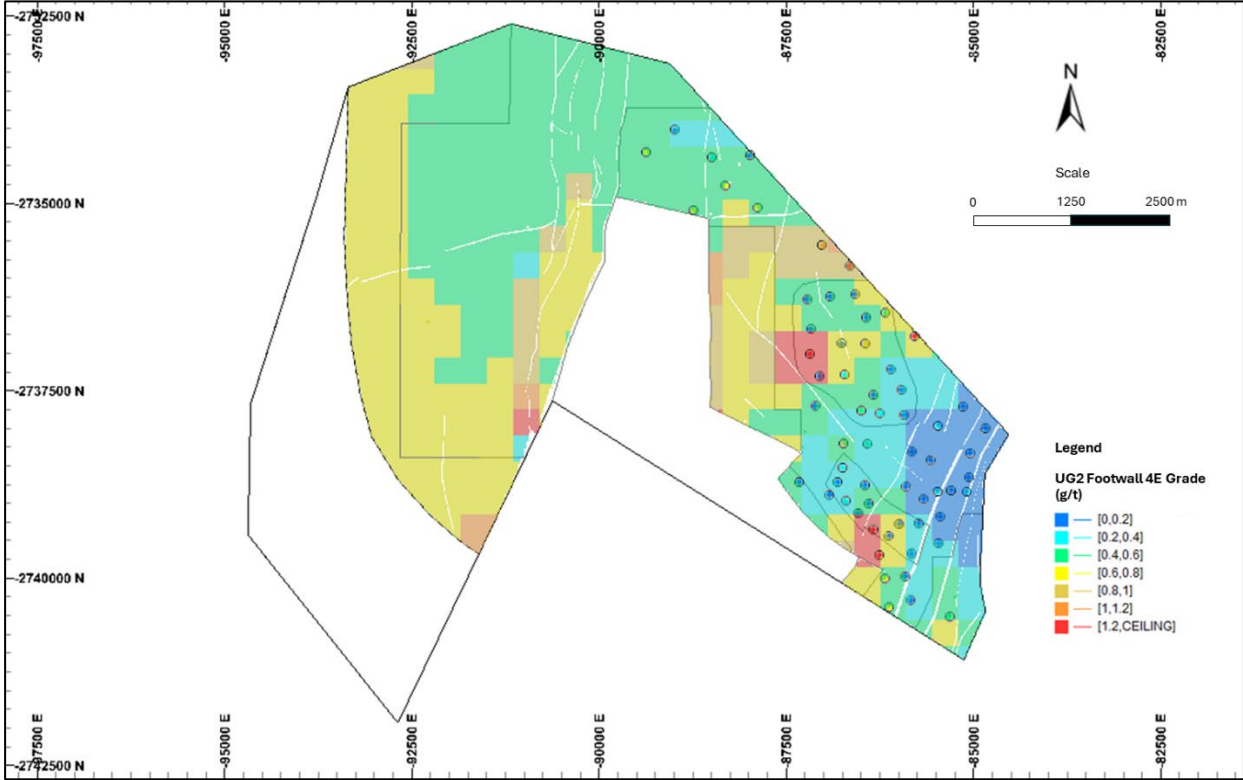 -97500 E
-95000 E
-92500 E
-90000 E
-87500 E
-85000 E
-82500 E
-2732500 N
-2735000 N
-2737500 N
-2740000 N
-2742500 N
N
Scale
0 1250 2500 m
Legend
UG2 Footwall 4E Grade
(g/t)
[0,0.2]
[0.2,0.4]
[0.4,0.6]
[0.6,0.8]
[0.8,1]
[1,1.2]
[1.2,CEILING]
-97500 E
-95000 E
-92500 E
-90000 E
-87500 E
-85000 E
-82500 E